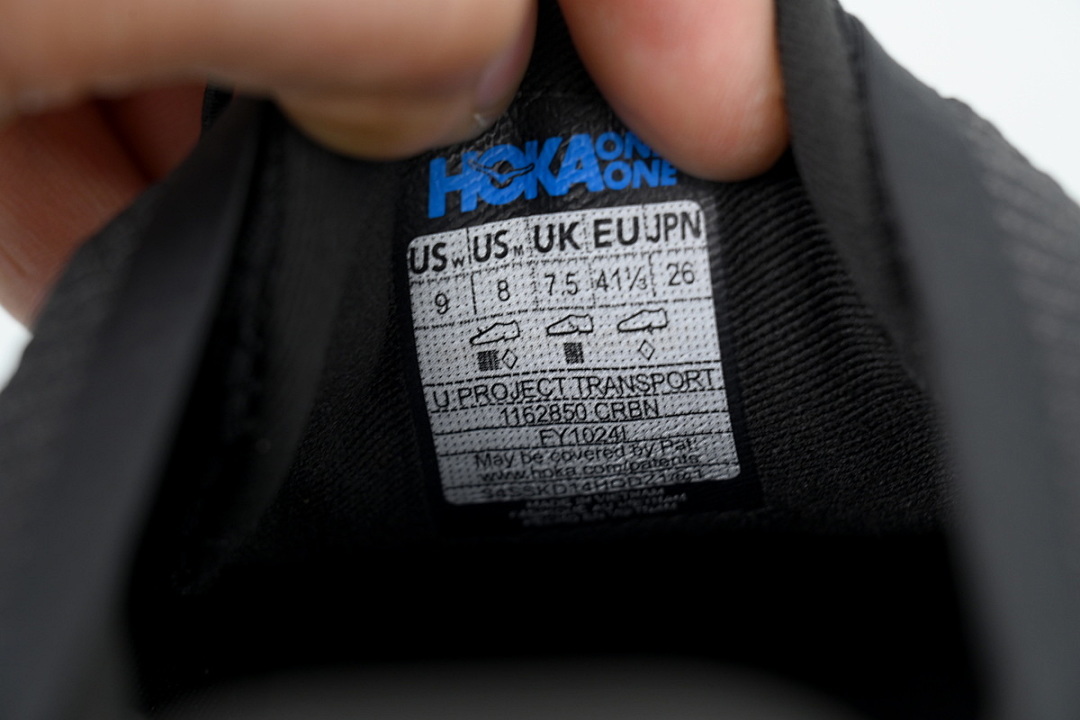 HOKA ONE ONE
US W US M UK EU JPN
9 8 7.5 41⅓ 26
U PROJECT TRANSPORT
1162850 CRBN
FY1024L
May be covered by Pat.
www.hoka.com/patents